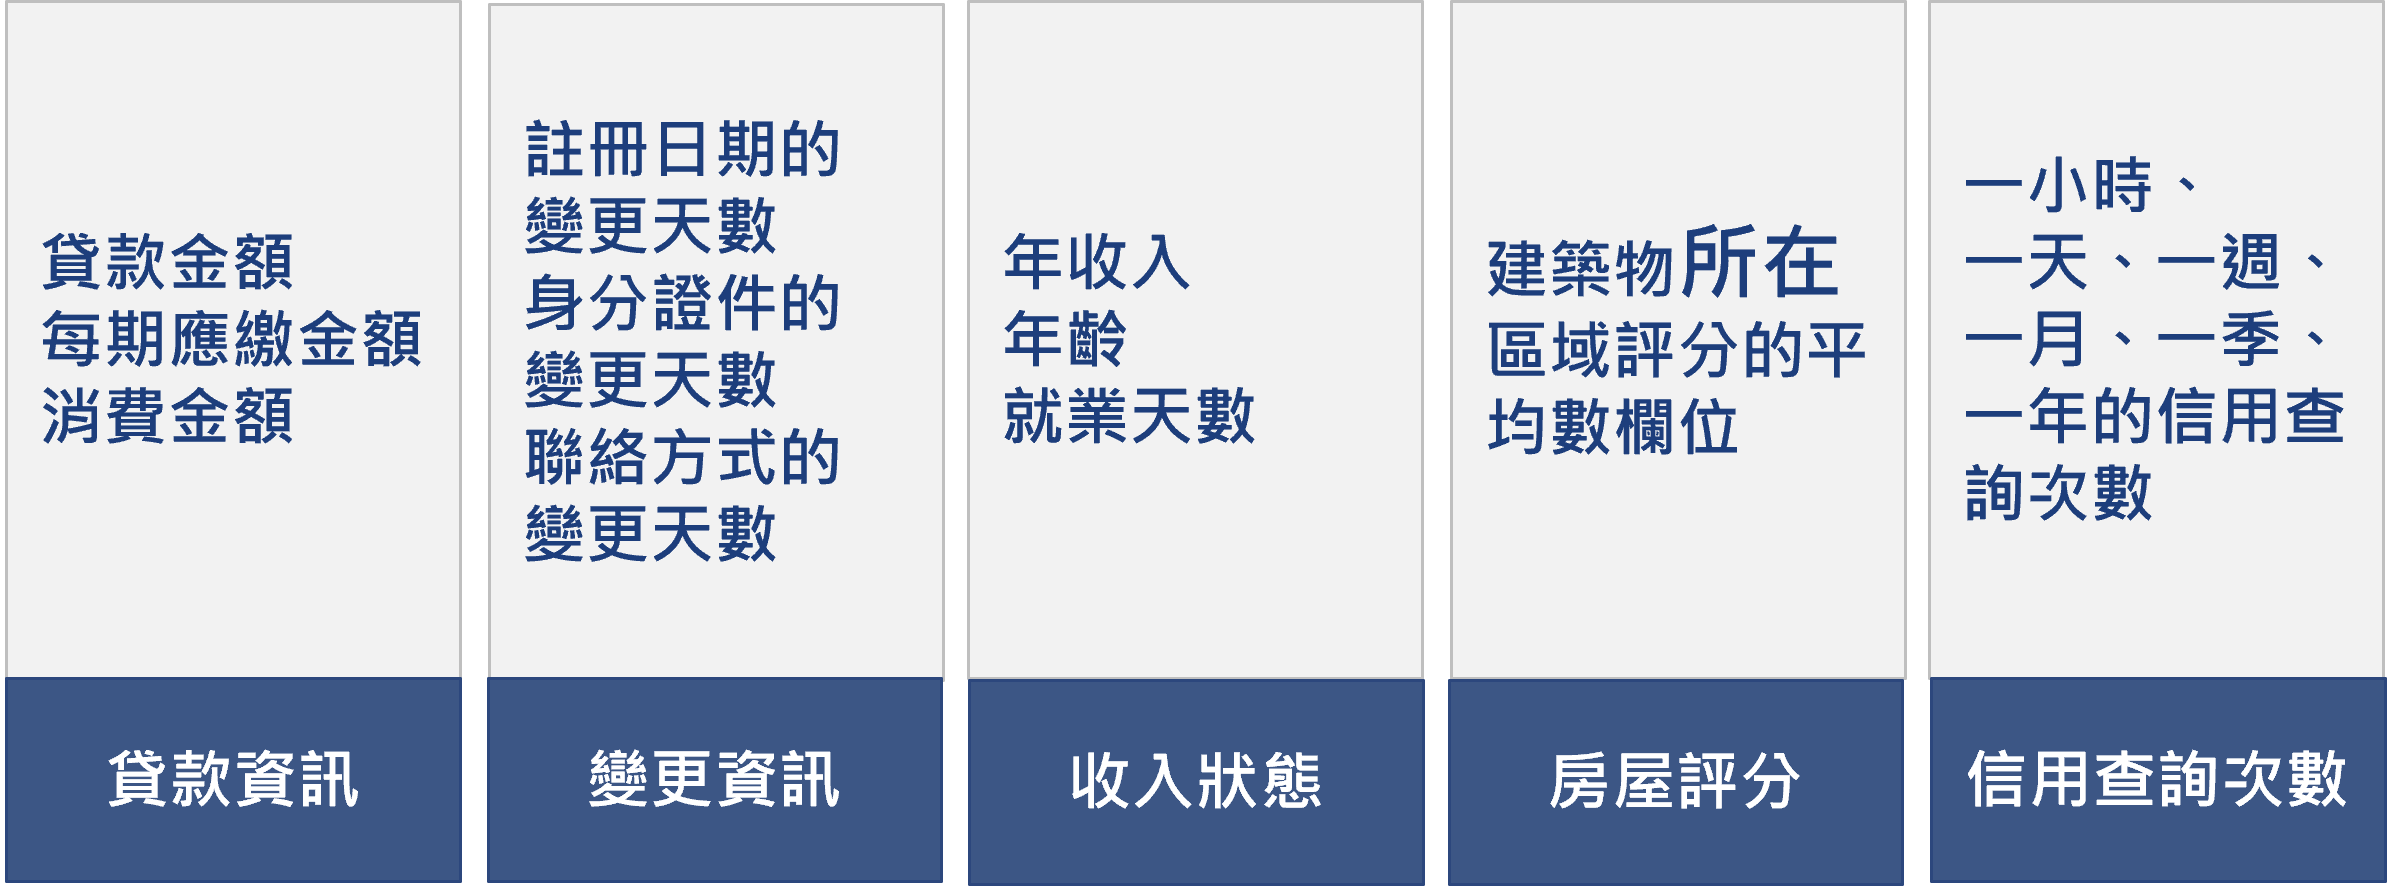 貸款金額
每期應繳金額
消費金額
貸款資訊
註冊日期的
變更天數
身分證件的
變更天數
聯絡方式的
變更天數
變更資訊
年收入
年齡
就業天數
收入狀態
建築物所在
區域評分的平
均數欄位
房屋評分
一小時、
一天、一週、
一月、一季、
一年的信用查
詢次數
信用查詢次數